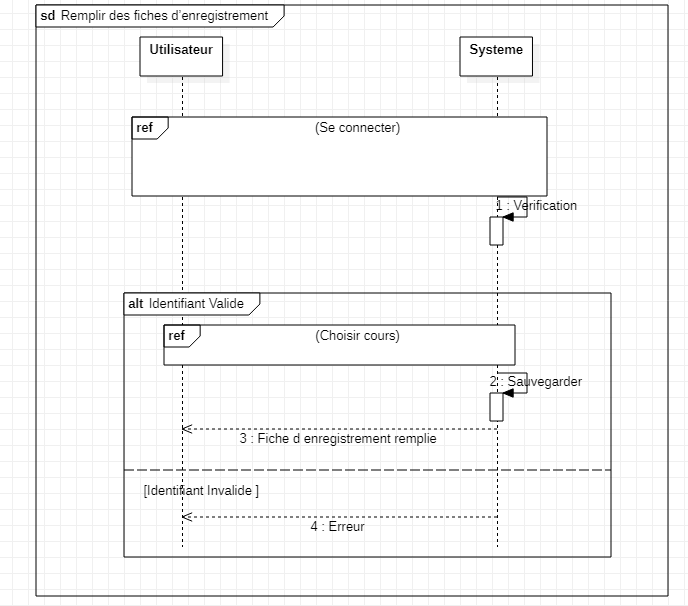 sd Remplir des fiches d'enregistrement
Utilisateur
Systeme
ref
(Se connecter)
1 : Verification
alt Identifiant Valide
ref
(Choisir cours)
2 : Sauvegarder
3 : Fiche d enregistrement remplie
[Identifiant Invalide ]
4 : Erreur